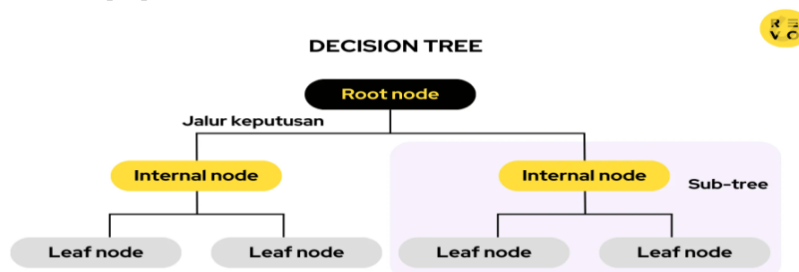 DECISION TREE
Root node
Jalur keputusan
Internal node
Internal node
Sub-tree
Leaf node
Leaf node
Leaf node
Leaf node